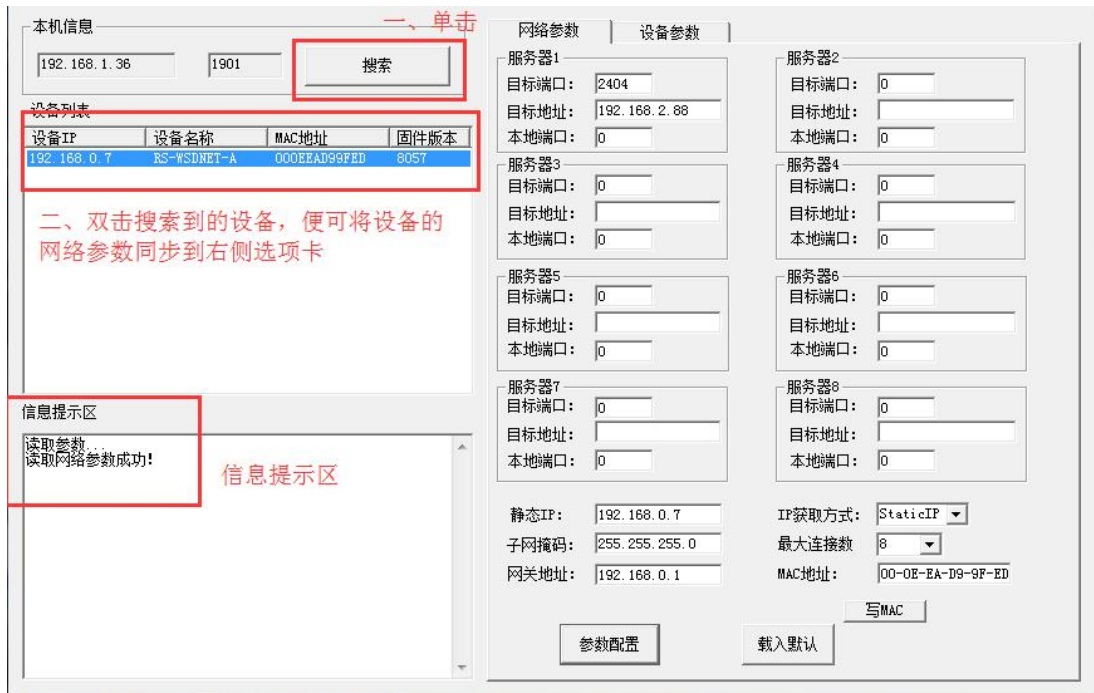 本机信息
一、单击
192.168.1.36
1901
搜索
设备列表
设备IP 设备名称 MAC地址 固件版本
192.168.0.7 RS-WSDNET-A 000EEAD99FED 8057
二、双击搜索到的设备，便可将设备的
网络参数同步到右侧选项卡
信息提示区
读取参数...
读取网络参数成功!
信息提示区
网络参数 设备参数
服务器1
目标端口: 2404
目标地址: 192.168.2.88
本地端口: 0
服务器2
目标端口: 0
目标地址:
本地端口: 0
服务器3
目标端口: 0
目标地址:
本地端口: 0
服务器4
目标端口: 0
目标地址:
本地端口: 0
服务器5
目标端口: 0
目标地址:
本地端口: 0
服务器6
目标端口: 0
目标地址:
本地端口: 0
服务器7
目标端口: 0
目标地址:
本地端口: 0
服务器8
目标端口: 0
目标地址:
本地端口: 0
静态IP: 192.168.0.7
IP获取方式: StaticIP
子网掩码: 255.255.255.0
最大连接数 8
网关地址: 192.168.0.1
MAC地址: 00-0E-EA-D9-9F-ED
写MAC
参数配置
载入默认